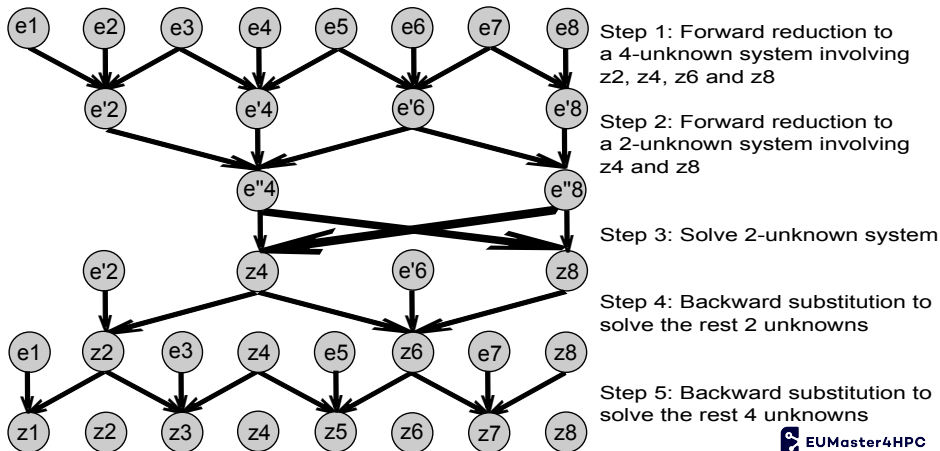 e1 e2 e3 e4 e5 e6 e7 e8
Step 1: Forward reduction to
a 4-unknown system involving
z2, z4, z6 and z8
e'2 e'4 e'6 e'8
Step 2: Forward reduction to
a 2-unknown system involving
z4 and z8
e''4 e''8
Step 3: Solve 2-unknown system
e'2 z4 e'6 z8
Step 4: Backward substitution to
solve the rest 2 unknowns
e1 z2 e3 z4 e5 z6 e7 z8
Step 5: Backward substitution to
solve the rest 4 unknowns
z1 z2 z3 z4 z5 z6 z7 z8
EUMaster4HPC